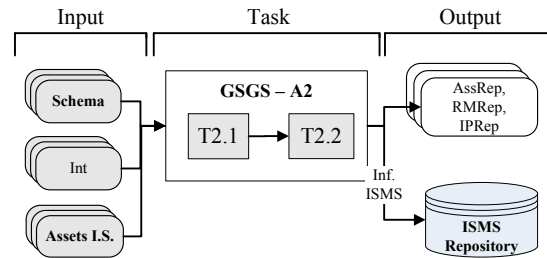 Input
Task
Output
Schema
Int
Assets I.S.
GSGS – A2
T2.1
T2.2
Inf.
ISMS
AssRep,
RMRep,
IPRep
ISMS
Repository